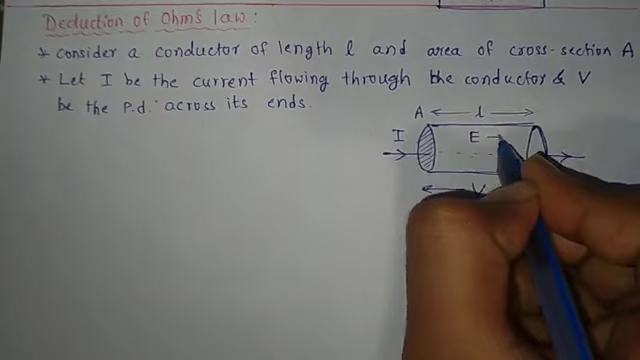 Deduction of Ohm's law:
* Consider a conductor of length l and area of cross-section A
* Let I be the current flowing through the conductor & V
be the P.d. across its ends.
A l
I E
V